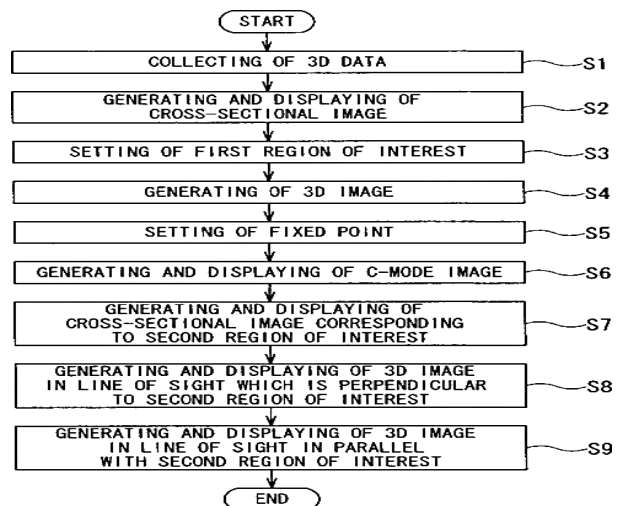 START
COLLECTING OF 3D DATA
S1
GENERATING AND DISPLAYING OF
CROSS-SECTIONAL IMAGE
S2
SETTING OF FIRST REGION OF INTEREST
S3
GENERATING OF 3D IMAGE
S4
SETTING OF FIXED POINT
S5
GENERATING AND DISPLAYING OF C-MODE IMAGE
S6
GENERATING AND DISPLAYING OF
CROSS-SECTIONAL IMAGE CORRESPONDING
TO SECOND REGION OF INTEREST
S7
GENERATING AND DISPLAYING OF 3D IMAGE
IN LINE OF SIGHT WHICH IS PERPENDICULAR
TO SECOND REGION OF INTEREST
S8
GENERATING AND DISPLAYING OF 3D IMAGE
IN LINE OF SIGHT IN PARALLEL
WITH SECOND REGION OF INTEREST
S9
END